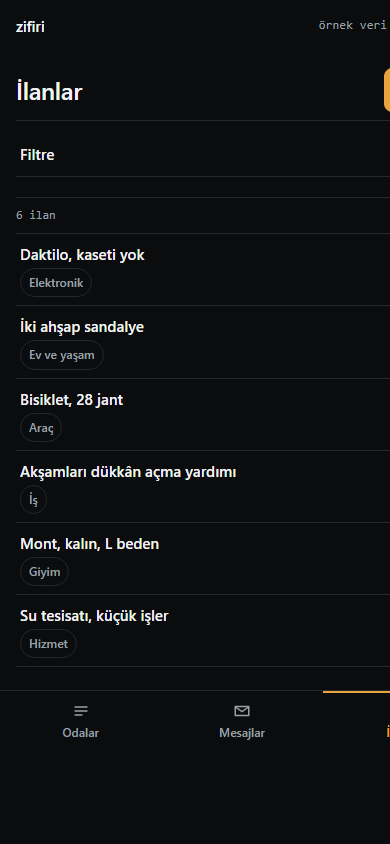 zifiri
örnek veri
İlanlar
Filtre
6 ilan
Daktilo, kaseti yok
Elektronik
İki ahşap sandalye
Ev ve yaşam
Bisiklet, 28 jant
Araç
Akşamları dükkân açma yardımı
İş
Mont, kalın, L beden
Giyim
Su tesisatı, küçük işler
Hizmet
Odalar
Mesajlar